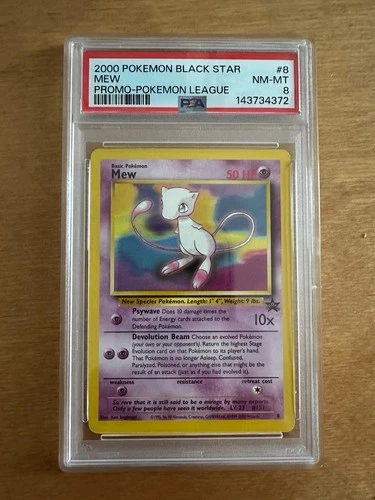 2000 POKEMON BLACK STAR #8
MEW NM-MT
PROMO-POKEMON LEAGUE 8
PSA 143734372
Basic Pokémon
Mew 50 HP
New Species Pokémon. Length: 1' 4", Weight: 9 lbs.
Psywave Does 10 damage times the
number of Energy cards attached to the
Defending Pokémon.
10x
Devolution Beam Choose an evolved Pokémon
(your own or your opponent's). Return the highest Stage
Evolution card on that Pokémon to its player's hand.
That Pokémon is no longer Asleep, Confused,
Paralyzed, Poisoned, or anything else that might be the
result of an attack (just as if you had evolved it).
weakness resistance retreat cost
So rare that it is still said to be a mirage by many experts.
Only a few people have seen it worldwide. LV. 23 #151
8